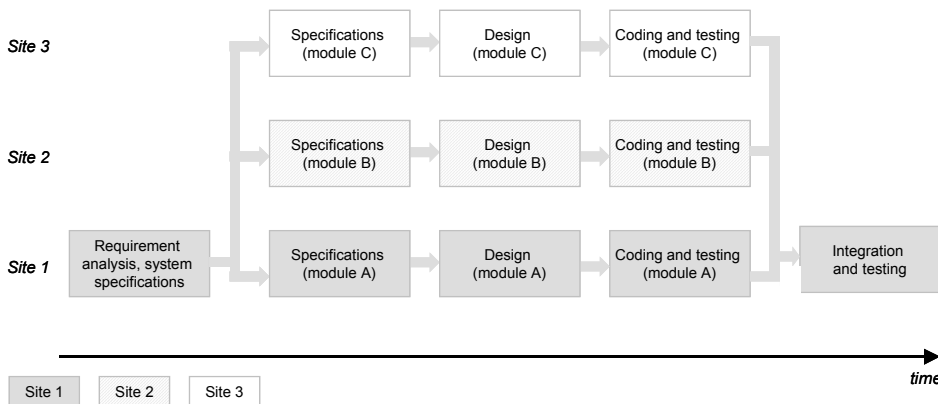 Site 3
Specifications
(module C)
Design
(module C)
Coding and testing
(module C)
Site 2
Specifications
(module B)
Design
(module B)
Coding and testing
(module B)
Site 1
Requirement
analysis, system
specifications
Specifications
(module A)
Design
(module A)
Coding and testing
(module A)
Integration
and testing
time
Site 1
Site 2
Site 3